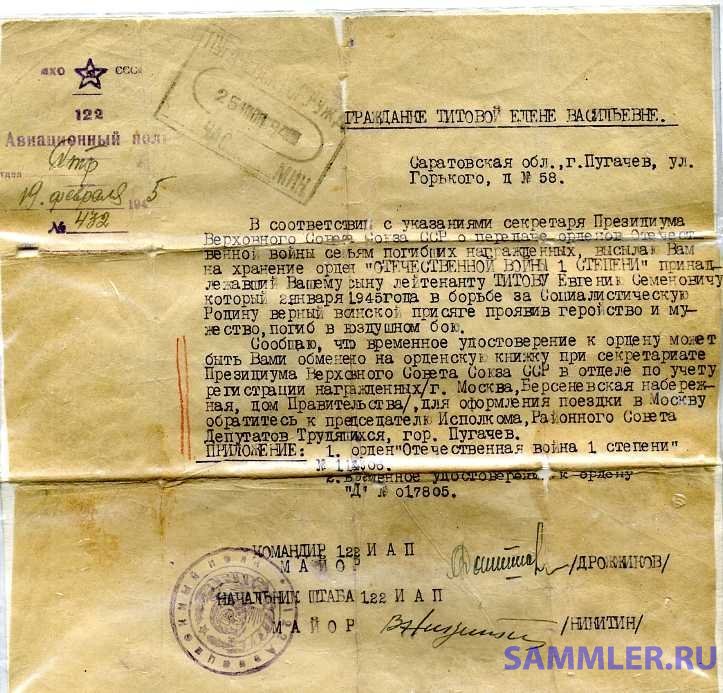 НКО СССР
122
Авиационный полк
19 февраля 1945
№ 432
ГРАЖДАНКЕ ТИТОВОЙ ЕЛЕНЕ ВАСИЛЬЕВНЕ.
Саратовская обл., г.Пугачев, ул.
Горького, д № 58.
В соответствии с указаниями секретаря Президиума
Верховного Совета Союза ССР о передаче орденов Отечест-
венной войны семьям погибших награжденных, высылаю Вам
на хранение орден "ОТЕЧЕСТВЕННОЙ ВОЙНЫ 1 СТЕПЕНИ" принад-
лежавший Вашему сыну лейтенанту ТИТОВУ Евгению Семеновичу
который января 1945года в борьбе за Социалистическую
Родину верный воинской присяге проявив геройство и му-
жество, погиб в воздушном бою.
Сообщаю, что временное удостоверение к ордену может
быть Вами обменено на орденскую книжку при секретариате
Президиума Верховного Совета Союза ССР в отделе по учету
регистрации награжденных/г. Москва, Берсеневская набереж-
ная, дом Правительства/, для оформления поездки в Москву
обратитесь к председателю Исполкома, Районного Совета
Депутатов Трудящихся, гор. Пугачев.
ПРИЛОЖЕНИЕ: 1. орден"Отечественная война 1 степени"
№
2. Временное удостоверение к ордену
"Д" № 017805.
КОМАНДИР 122 ИАП
МАЙОР /ДРОЖНИКОВ/
НАЧАЛЬНИК ШТАБА 122 ИАП
МАЙОР /НИКИТИН/
SAMMLER.RU